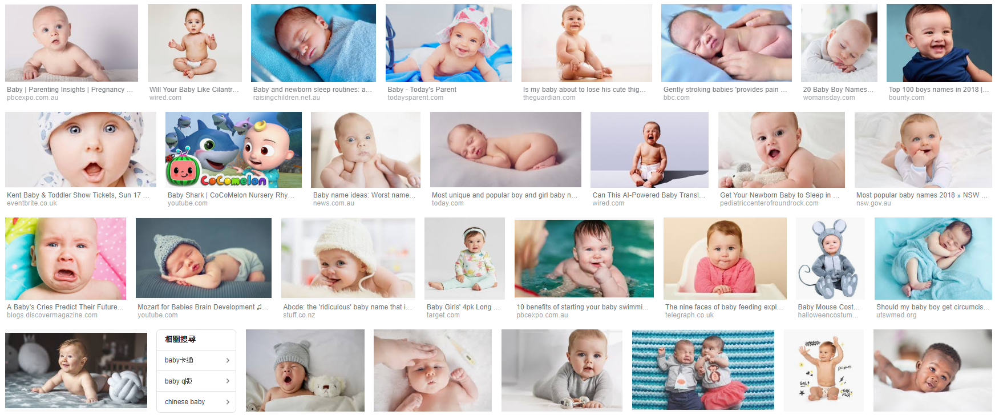 Baby | Parenting Insights | Pregnancy ...
pbcexpo.com.au
Will Your Baby Like Cilantr...
wired.com
Baby and newborn sleep routines: a...
raisingchildren.net.au
Baby - Today's Parent
todaysparent.com
Is my baby about to lose his cute thig...
theguardian.com
Gently stroking babies 'provides pain ...
bbc.com
20 Baby Boy Names...
womansday.com
Top 100 boys names in 2018 |...
bounty.com
CoComelon
Kent Baby & Toddler Show Tickets, Sun 17 ...
eventbrite.co.uk
Baby Shark | CoCoMelon Nursery Rhy...
youtube.com
Baby name ideas: Worst name...
news.com.au
Most unique and popular boy and girl baby n...
today.com
Can This AI-Powered Baby Transl...
wired.com
Get Your Newborn Baby to Sleep in ...
pediatriccenterofroundrock.com
Most popular baby names 2018 » NSW ...
nsw.gov.au
A Baby's Cries Predict Their Future...
blogs.discovermagazine.com
Mozart for Babies Brain Development ♫...
youtube.com
Abcde: the 'ridiculous' baby name that i...
stuff.co.nz
Baby Girls' 4pk Long ...
target.com
10 benefits of starting your baby swimmi...
pbcexpo.com.au
The nine faces of baby feeding expl...
telegraph.co.uk
Baby Mouse Cost...
halloweencostum...
Should my baby boy get circumcis...
utswmed.org
相關搜尋
baby卡通
baby q版
chinese baby
GRL
GRL
PWR